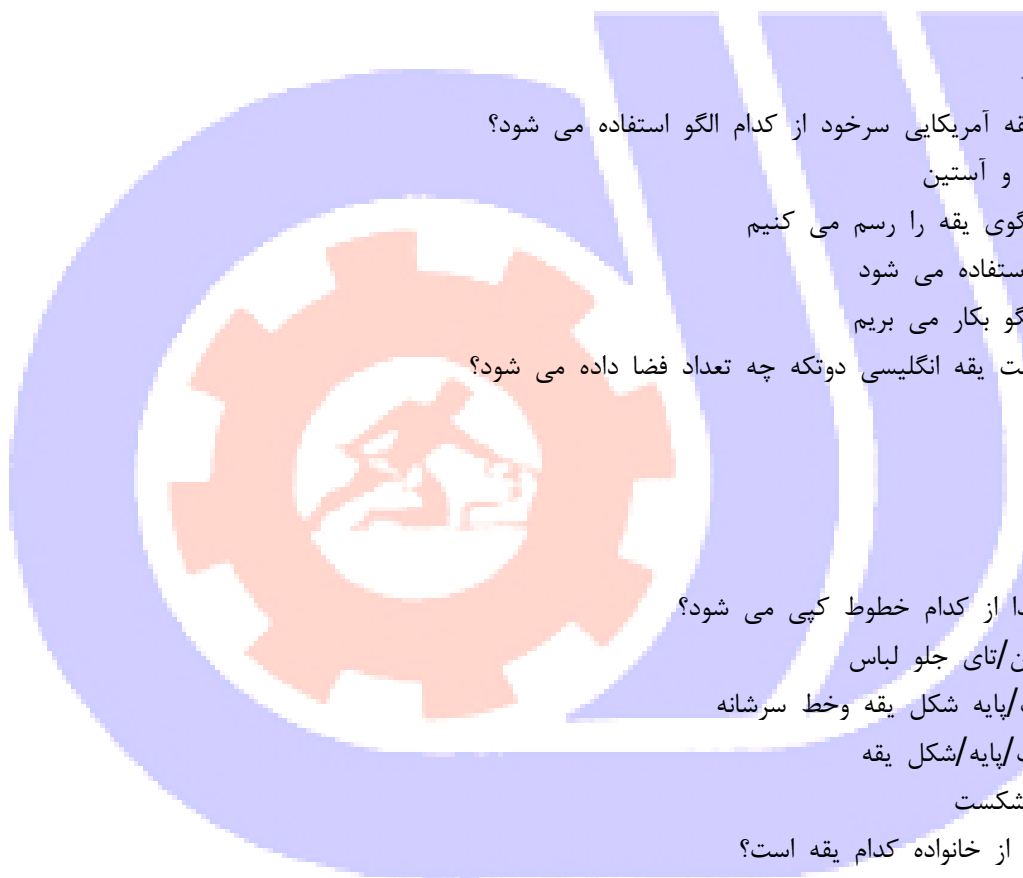 قه آمریکایی سرخود از کدام الگو استفاده می شود؟
و آستین
گوی یقه را رسم می کنیم
ستفاده می شود
گو بکار می بریم
ت یقه انگلیسی دوتکه چه تعداد فضا داده می شود؟
دا از کدام خطوط کپی می شود؟
ن/تای جلو لباس
/پایه شکل یقه وخط سرشانه
/پایه/شکل یقه
شکست
از خانواده کدام یقه است؟